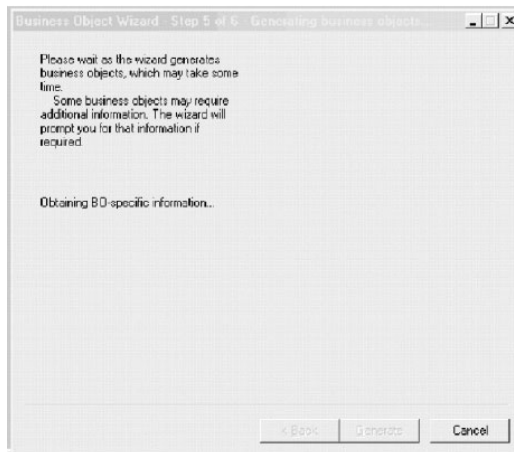 Business Object Wizard - Step 5 of 6 - Generating business objects...
Please wait as the wizard generates
business objects, which may take some
time.
Some business objects may require
additional information. The wizard will
prompt you for that information if
required.
Obtaining BO-specific information...
< Back
Generate
Cancel